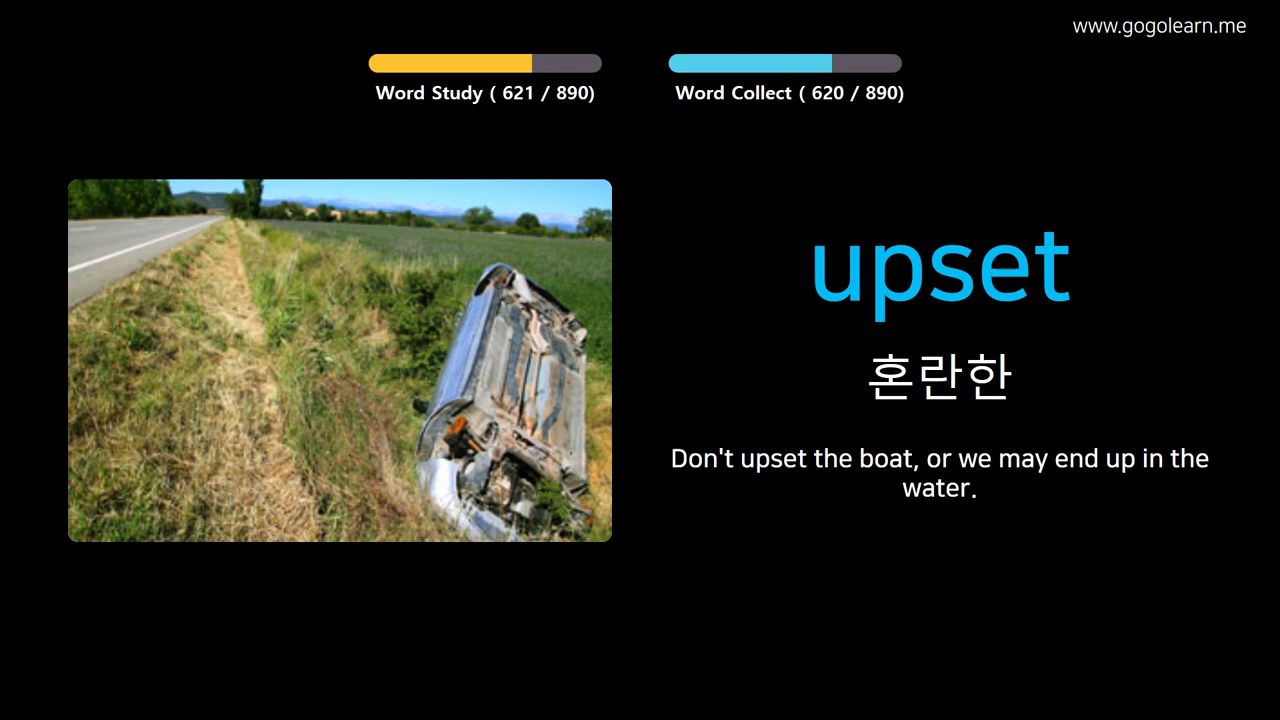 www.gogolearn.me
Word Study ( 621 / 890)
Word Collect ( 620 / 890)
upset
혼란한
Don't upset the boat, or we may end up in the
water.